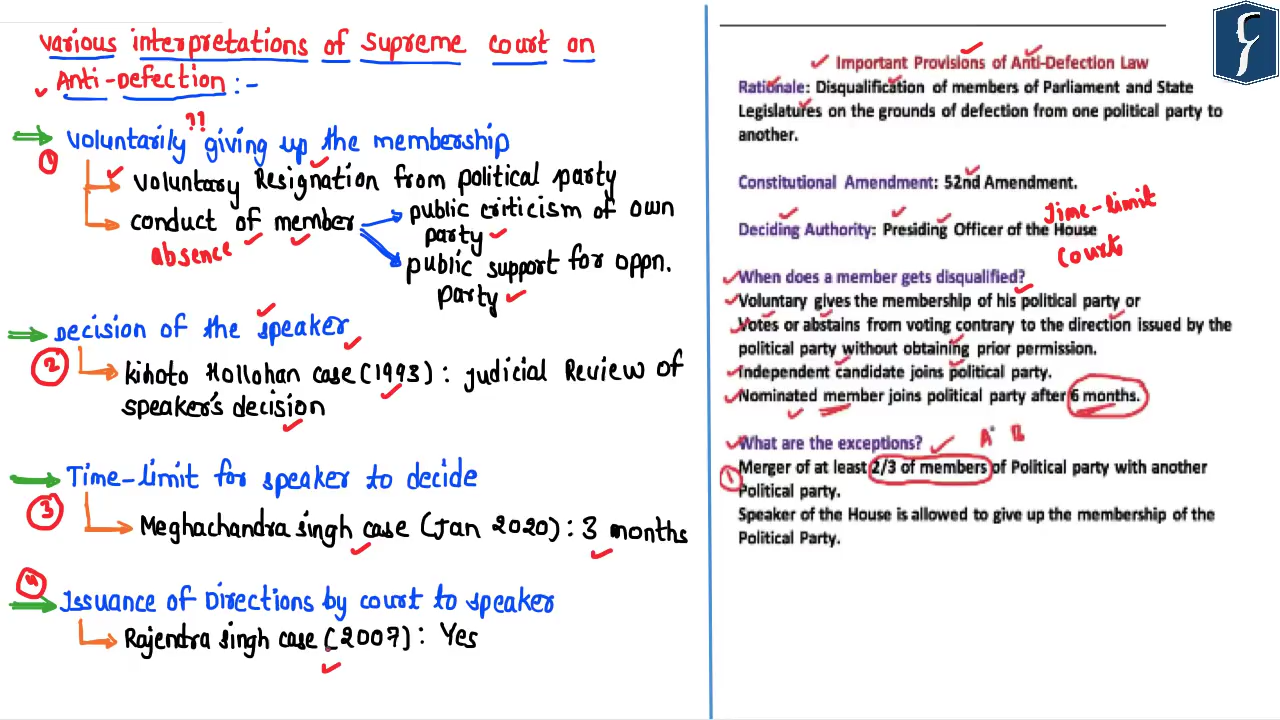 Various interpretations of Supreme court on
Anti-Defection :-
??
Voluntarily giving up the membership
1
Voluntary Resignation from political party
conduct of member
absence
public criticism of own
party
public support for oppn.
party
Decision of the speaker
2
Kihoto Hollohan case (1993) : Judicial Review of
speaker's decision
Time-limit for speaker to decide
3
Meghachandra singh case (Jan 2020) : 3 months
4
Issuance of Directions by court to speaker
Rajendra singh case (2007) : Yes
Important Provisions of Anti-Defection Law
Rationale: Disqualification of members of Parliament and State
Legislatures on the grounds of defection from one political party to
another.
Constitutional Amendment: 52nd Amendment.
Time-limit
Deciding Authority: Presiding Officer of the House
court
When does a member gets disqualified?
Voluntary gives the membership of his political party or
Votes or abstains from voting contrary to the direction issued by the
political party without obtaining prior permission.
Independent candidate joins political party.
Nominated member joins political party after 6 months.
What are the exceptions?
A B
1
Merger of at least 2/3 of members of Political party with another
Political party.
Speaker of the House is allowed to give up the membership of the
Political Party.